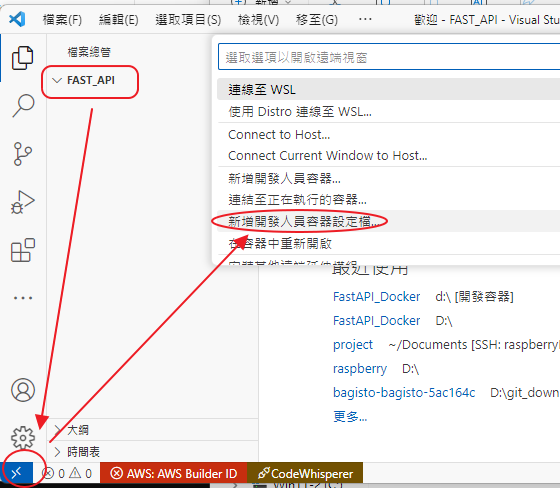 檔案(F) 編輯(E) 選取項目(S) 檢視(V) 移至(G) ··· 歡迎 - FAST_API - Visual Stu
檔案總管
FAST_API
選取選項以開啟遠端視窗
連線至 WSL
使用 Distro 連線至 WSL...
Connect to Host...
Connect Current Window to Host...
新增開發人員容器...
連結至正在執行的容器...
新增開發人員容器設定檔...
在容器中重新開啟
最近使用
FastAPI_Docker d:\ [開發容器]
FastAPI_Docker D:\
project ~/Documents [SSH: raspberryp
raspberry D:\
bagisto-bagisto-5ac164c D:\git_down
更多...
大綱
時間表
0 0 AWS: AWS Builder ID CodeWhisperer